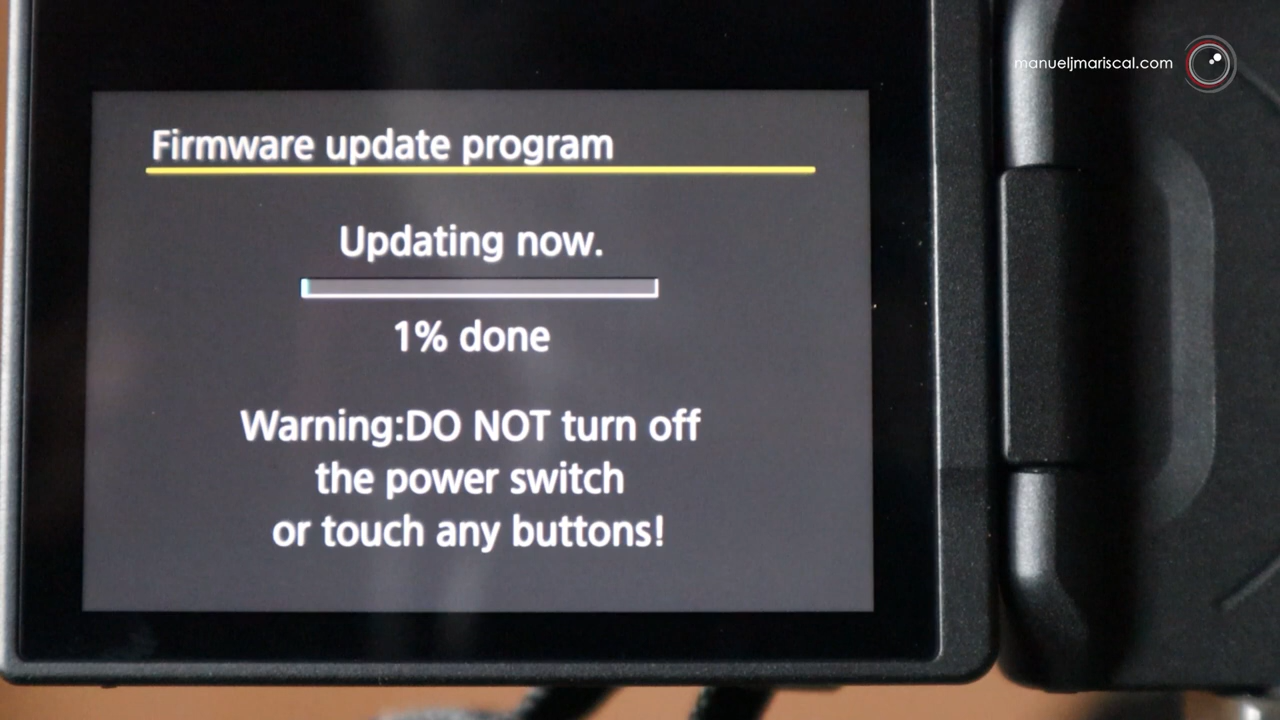 manueljmariscal.com
Firmware update program
Updating now.
1% done
Warning:DO NOT turn off
the power switch
or touch any buttons!